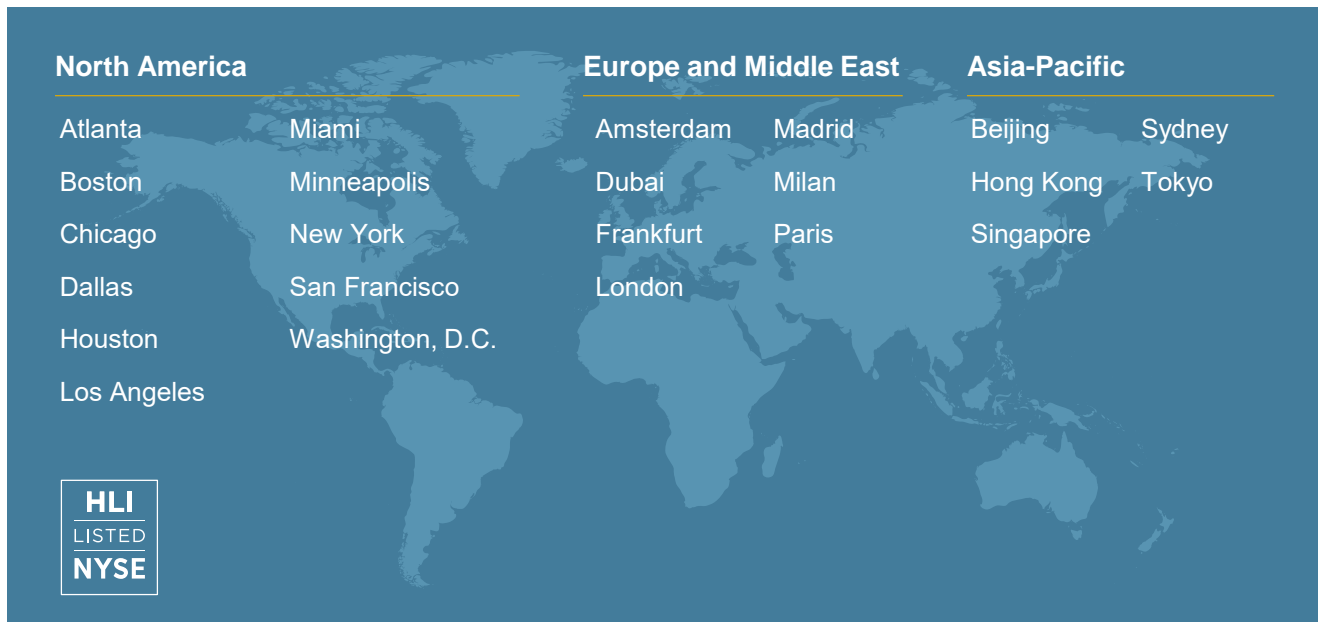 North America
Atlanta
Boston
Chicago
Dallas
Houston
Los Angeles
Miami
Minneapolis
New York
San Francisco
Washington, D.C.
Europe and Middle East
Amsterdam
Dubai
Frankfurt
London
Madrid
Milan
Paris
Asia-Pacific
Beijing
Hong Kong
Singapore
Sydney
Tokyo
HLI
LISTED
NYSE